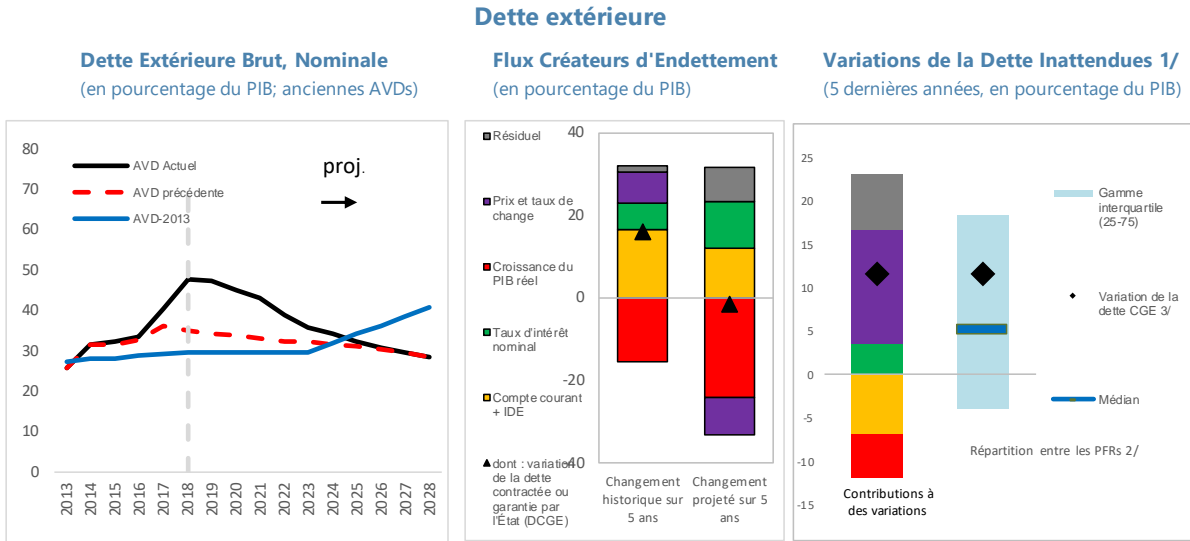 Dette extérieure
Dette Extérieure Brut, Nominale
(en pourcentage du PIB; anciennes AVDs)
80
70
60
50
40
30
20
10
0
AVD Actuel
AVD précédente
AVD-2013
proj.
2013
2014
2015
2016
2017
2018
2019
2020
2021
2022
2023
2024
2025
2026
2027
2028
Flux Créateurs d'Endettement
(en pourcentage du PIB)
Résiduel
Prix et taux de
change
Croissance du
PIB réel
Taux d'intérêt
nominal
Compte courant
+ IDE
dont : variation
de la dette
contractée ou
garantie par
l'État (DCGE)
40
20
0
-20
-40
Changement
historique sur
5 ans
Changement
projeté sur 5
ans
Variations de la Dette Inattendues 1/
(5 dernières années, en pourcentage du PIB)
25
20
15
10
5
0
-5
-10
-15
Gamme
interquartile
(25-75)
Variation de la
dette CGE 3/
Médian
Répartition entre les PFRs 2/
Contributions à
des variations